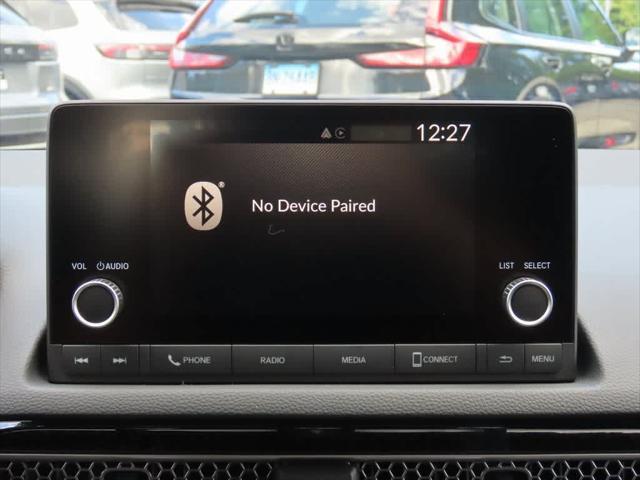 12:27
® No Device Paired
VOL AUDIO LIST SELECT
PHONE RADIO MEDIA CONNECT MENU